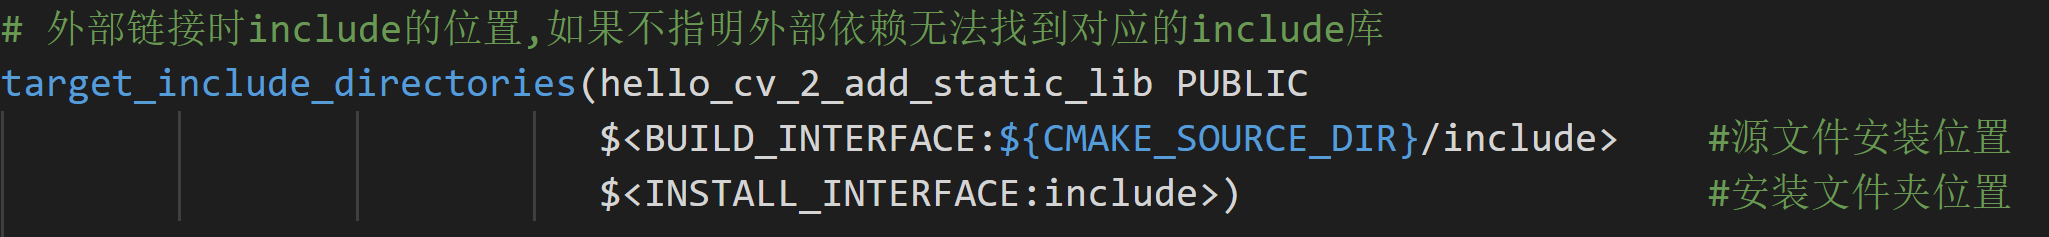 # 外部链接时include的位置,如果不指明外部依赖无法找到对应的include库
target_include_directories(hello_cv_2_add_static_lib PUBLIC
$<BUILD_INTERFACE:${CMAKE_SOURCE_DIR}/include> #源文件安装位置
$<INSTALL_INTERFACE:include>) #安装文件夹位置